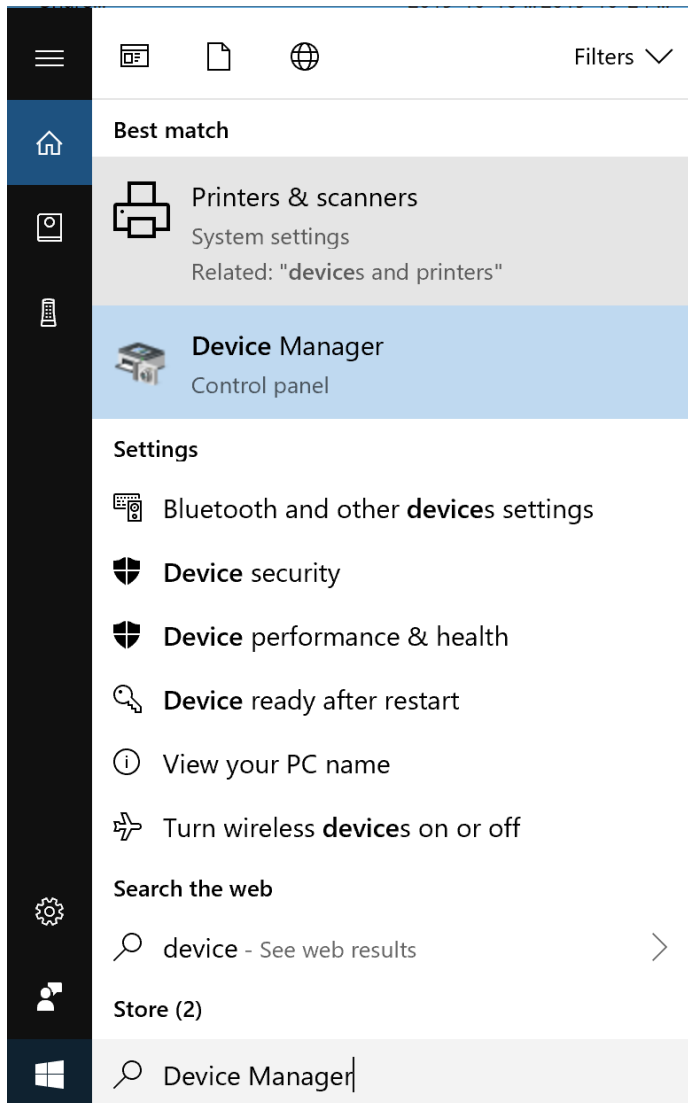 Filters
Best match
Printers & scanners
System settings
Related: "devices and printers"
Device Manager
Control panel
Settings
Bluetooth and other devices settings
Device security
Device performance & health
Device ready after restart
View your PC name
Turn wireless devices on or off
Search the web
device - See web results
Store (2)
Device Manager